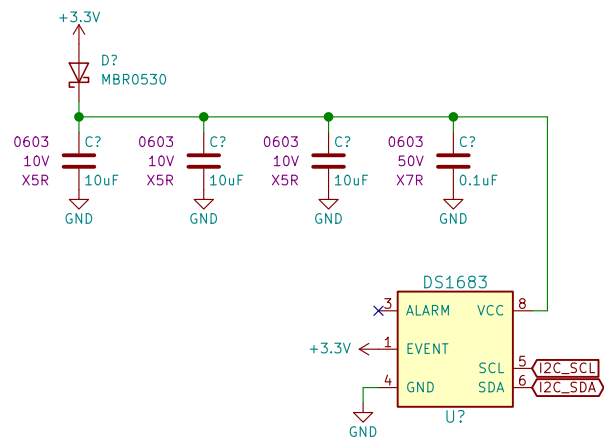 +3.3V
D?
MBR0530
0603 C?
10V
X5R 10uF
GND
0603 C?
10V
X5R 10uF
GND
0603 C?
10V
X5R 10uF
GND
0603 C?
50V
X7R 0.1uF
GND
DS1683
3 ALARM VCC 8
+3.3V 1 EVENT
SCL 5 I2C_SCL
4 GND SDA 6 I2C_SDA
GND
U?